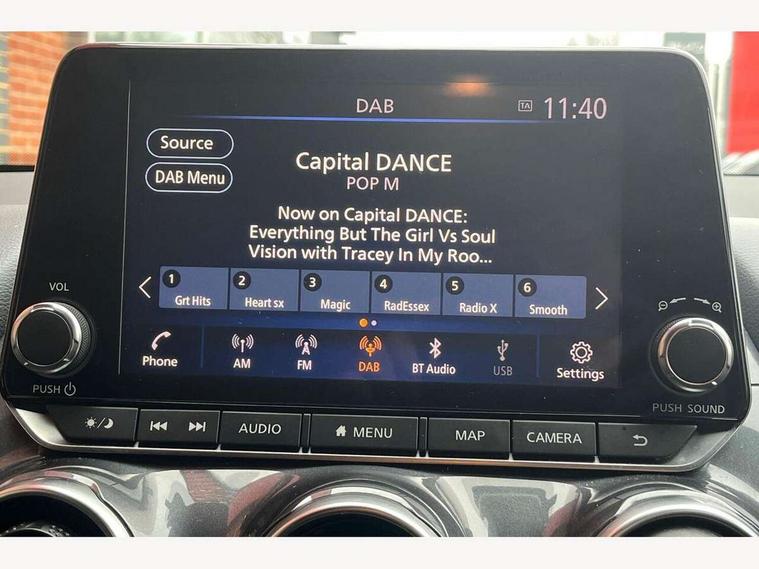 DAB
TA 11:40
Source
Capital DANCE
POP M
DAB Menu
Now on Capital DANCE:
Everything But The Girl Vs Soul
Vision with Tracey In My Roo...
1 Grt Hits
2 Heart sx
3 Magic
4 RadEssex
5 Radio X
6 Smooth
Phone
AM
FM
DAB
BT Audio
USB
Settings
VOL
PUSH
PUSH SOUND
AUDIO
MENU
MAP
CAMERA